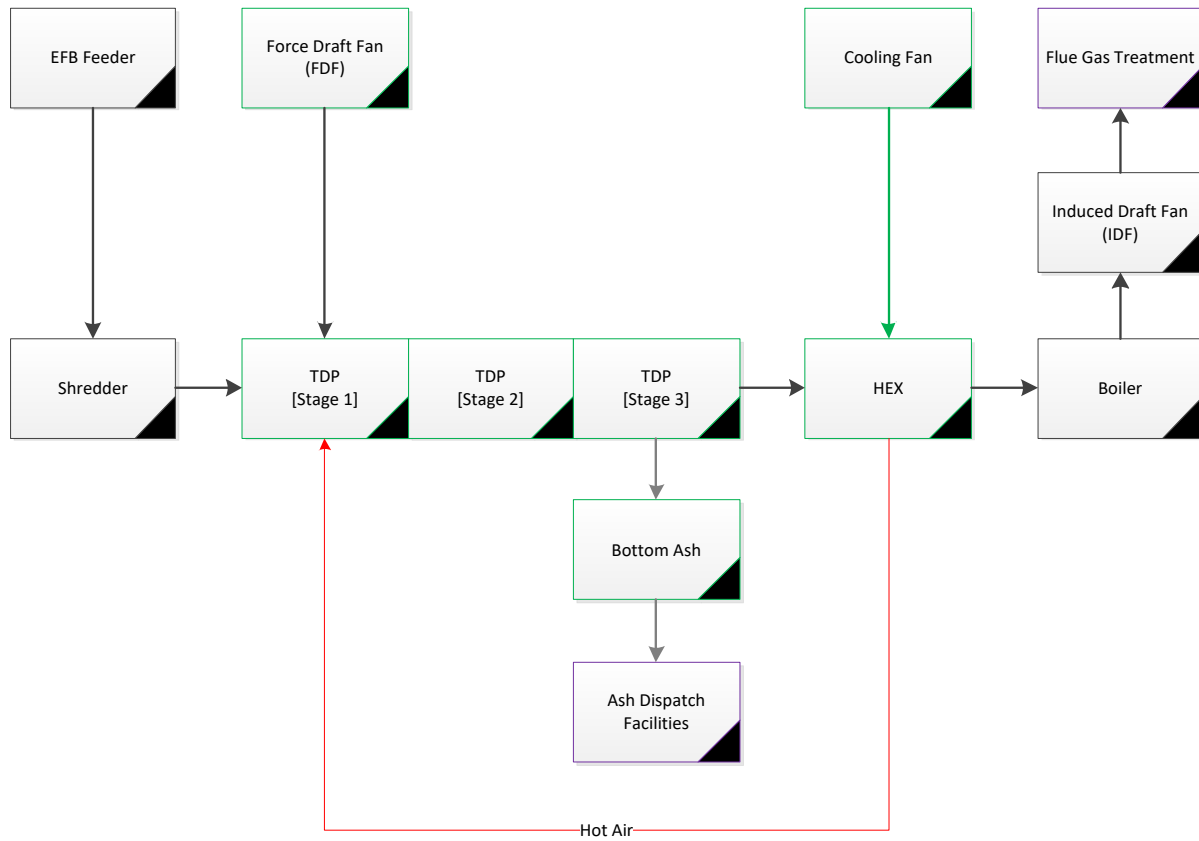 EFB Feeder
Force Draft Fan
(FDF)
Cooling Fan
Flue Gas Treatment
Induced Draft Fan
(IDF)
Shredder
TDP
[Stage 1]
TDP
[Stage 2]
TDP
[Stage 3]
HEX
Boiler
Bottom Ash
Ash Dispatch
Facilities
Hot Air